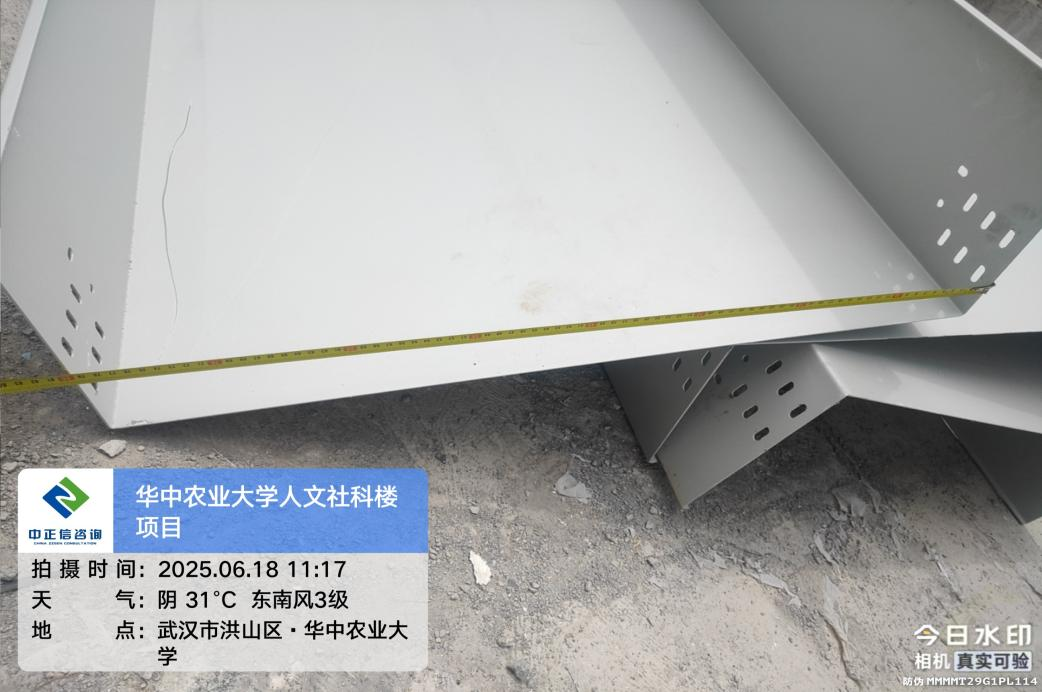 华中农业大学人文社科楼
项目
中正信咨询
CHINA ZISEN CONSULTATION
拍摄时间：2025.06.18 11:17
天气：阴 31°C 东南风3级
地点：武汉市洪山区·华中农业大
学
今日水印
相机 真实可验
防伪 MMMMT29G1PL114